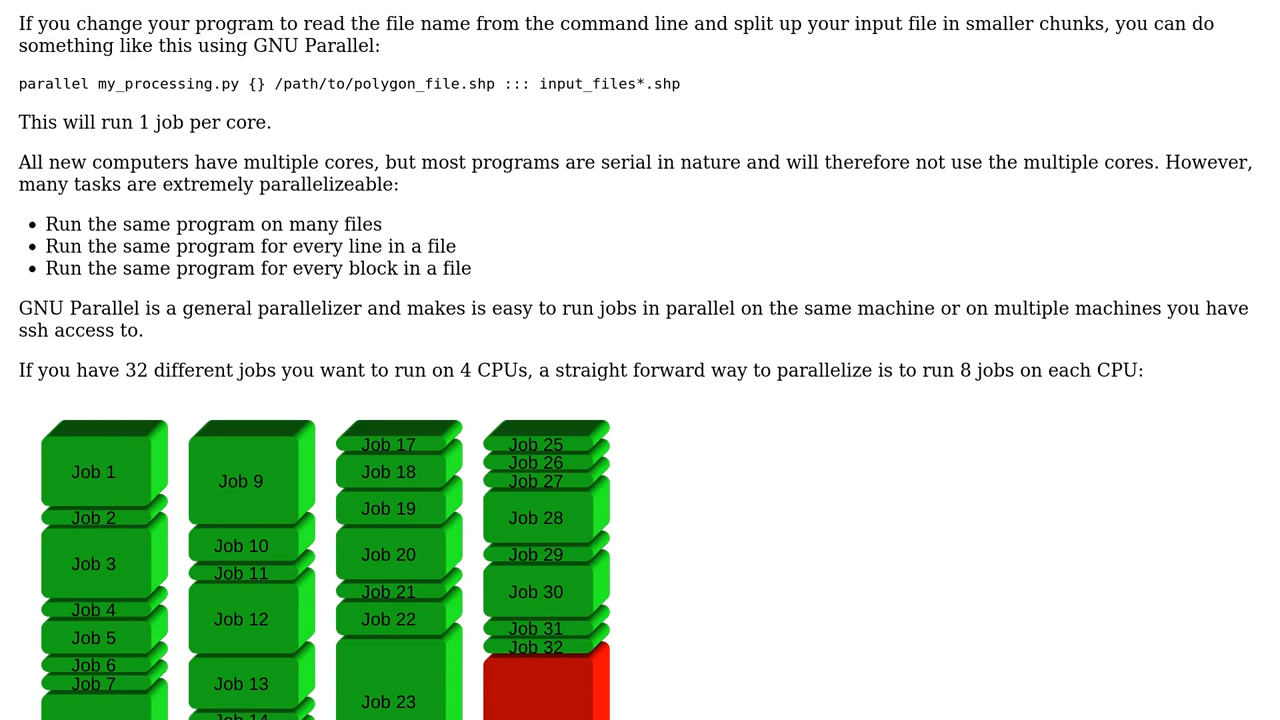 If you change your program to read the file name from the command line and split up your input file in smaller chunks, you can do
something like this using GNU Parallel:
parallel my_processing.py {} /path/to/polygon_file.shp ::: input_files*.shp
This will run 1 job per core.
All new computers have multiple cores, but most programs are serial in nature and will therefore not use the multiple cores. However,
many tasks are extremely parallelizeable:
• Run the same program on many files
• Run the same program for every line in a file
• Run the same program for every block in a file
GNU Parallel is a general parallelizer and makes is easy to run jobs in parallel on the same machine or on multiple machines you have
ssh access to.
If you have 32 different jobs you want to run on 4 CPUs, a straight forward way to parallelize is to run 8 jobs on each CPU:
Job 1
Job 2
Job 3
Job 4
Job 5
Job 6
Job 7
Job 9
Job 10
Job 11
Job 12
Job 13
Job 14
Job 17
Job 18
Job 19
Job 20
Job 21
Job 22
Job 23
Job 25
Job 26
Job 27
Job 28
Job 29
Job 30
Job 31
Job 32